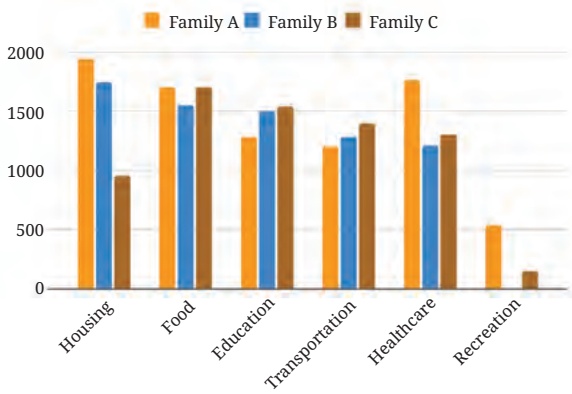 Family A Family B Family C
2000
1500
1000
500
0
Housing
Food
Education
Transportation
Healthcare
Recreation